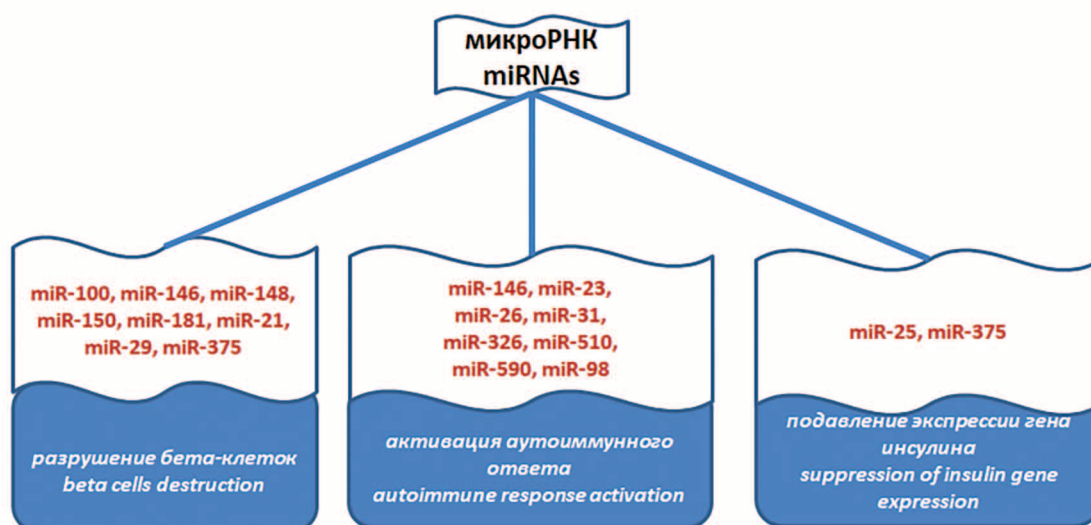 микроРНК
miRNAs
miR-100, miR-146, miR-148,
miR-150, miR-181, miR-21,
miR-29, miR-375
разрушение бета-клеток
beta cells destruction
miR-146, miR-23,
miR-26, miR-31,
miR-326, miR-510,
miR-590, miR-98
активация аутоиммунного
ответа
autoimmune response activation
miR-25, miR-375
подавление экспрессии гена
инсулина
suppression of insulin gene
expression